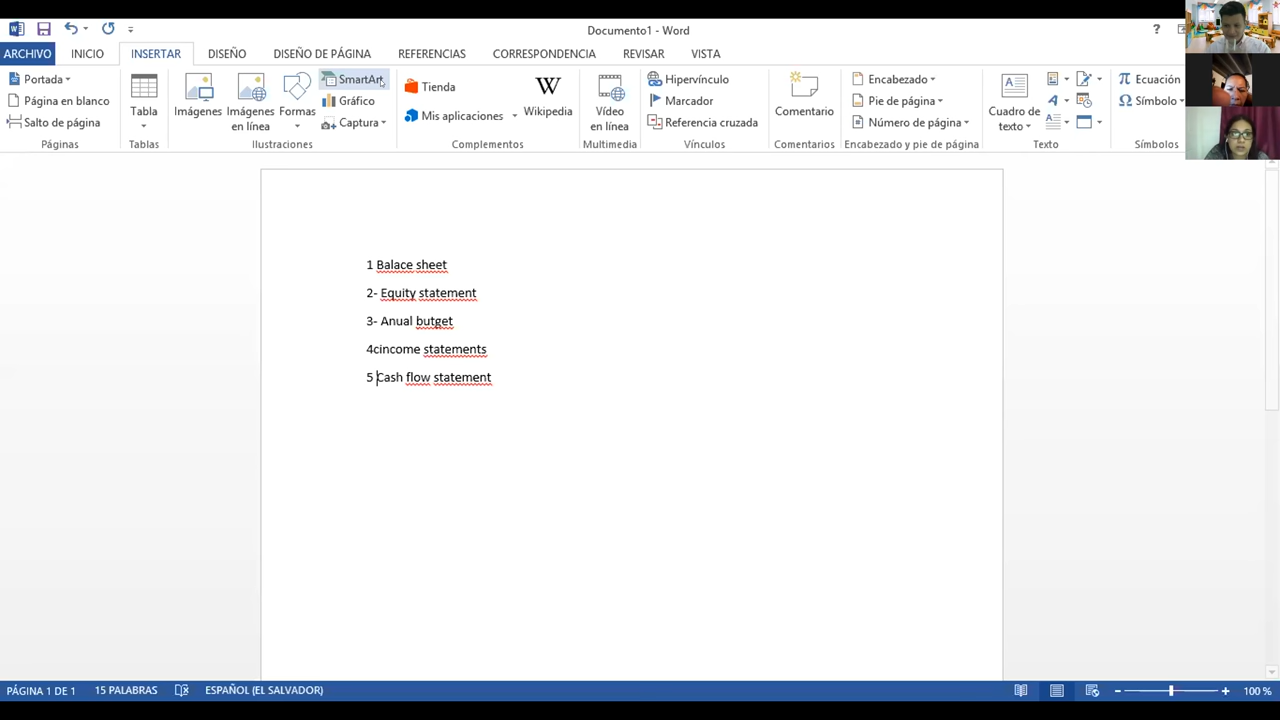 Documento1 - Word
?
ARCHIVO INICIO INSERTAR DISEÑO DISEÑO DE PÁGINA REFERENCIAS CORRESPONDENCIA REVISAR VISTA
Portada
Página en blanco
Salto de página
Páginas
Tabla
Tablas
Imágenes
Imágenes en línea
Formas
SmartArt
Gráfico
Captura
Ilustraciones
Tienda
Mis aplicaciones
W
Wikipedia
Complementos
Vídeo en línea
Multimedia
Hipervínculo
Marcador
Referencia cruzada
Vínculos
Comentario
Comentarios
Encabezado
Pie de página
Número de página
Encabezado y pie de página
Cuadro de texto
Texto
π Ecuación
Ω Símbolo
Símbolos
1 Balace sheet
2- Equity statement
3- Anual butget
4cincome statements
5 Cash flow statement
PÁGINA 1 DE 1 15 PALABRAS ESPAÑOL (EL SALVADOR) 100 %